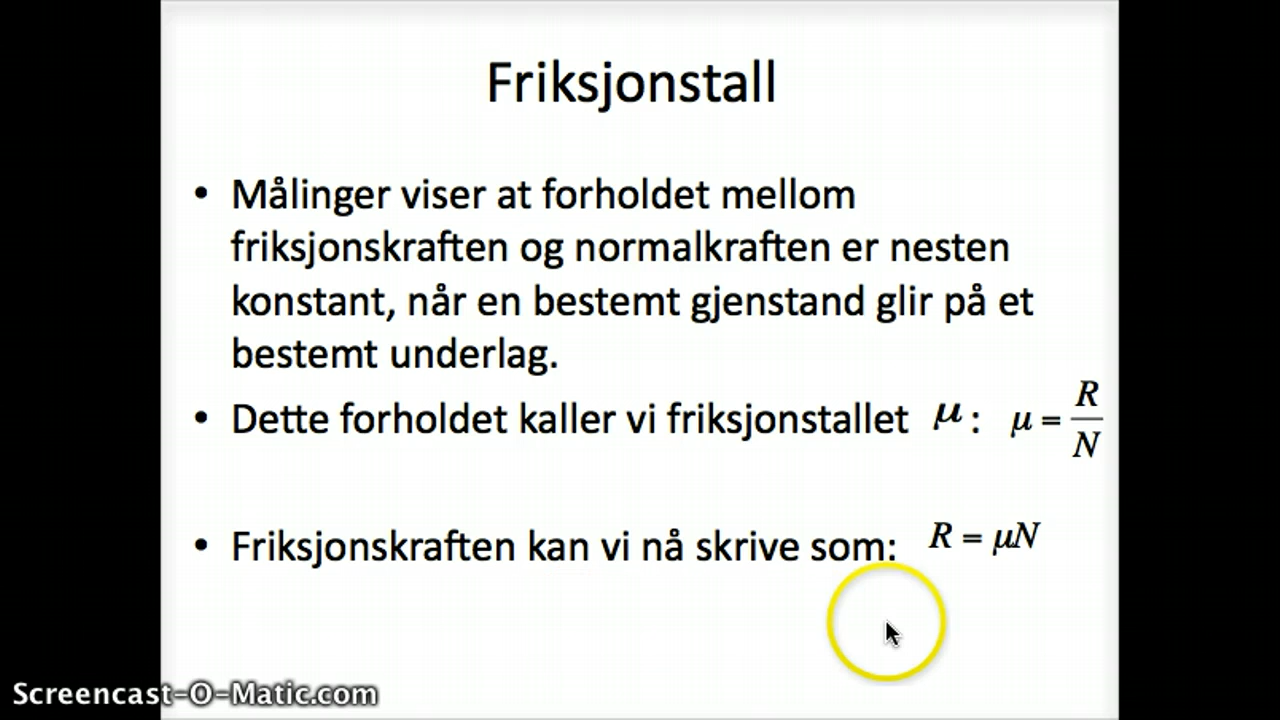 Friksjonstall
• Målinger viser at forholdet mellom
friksjonskraften og normalkraften er nesten
konstant, når en bestemt gjenstand glir på et
bestemt underlag.
• Dette forholdet kaller vi friksjonstallet μ : μ = R/N
• Friksjonskraften kan vi nå skrive som: R = μN
Screencast-O-Matic.com